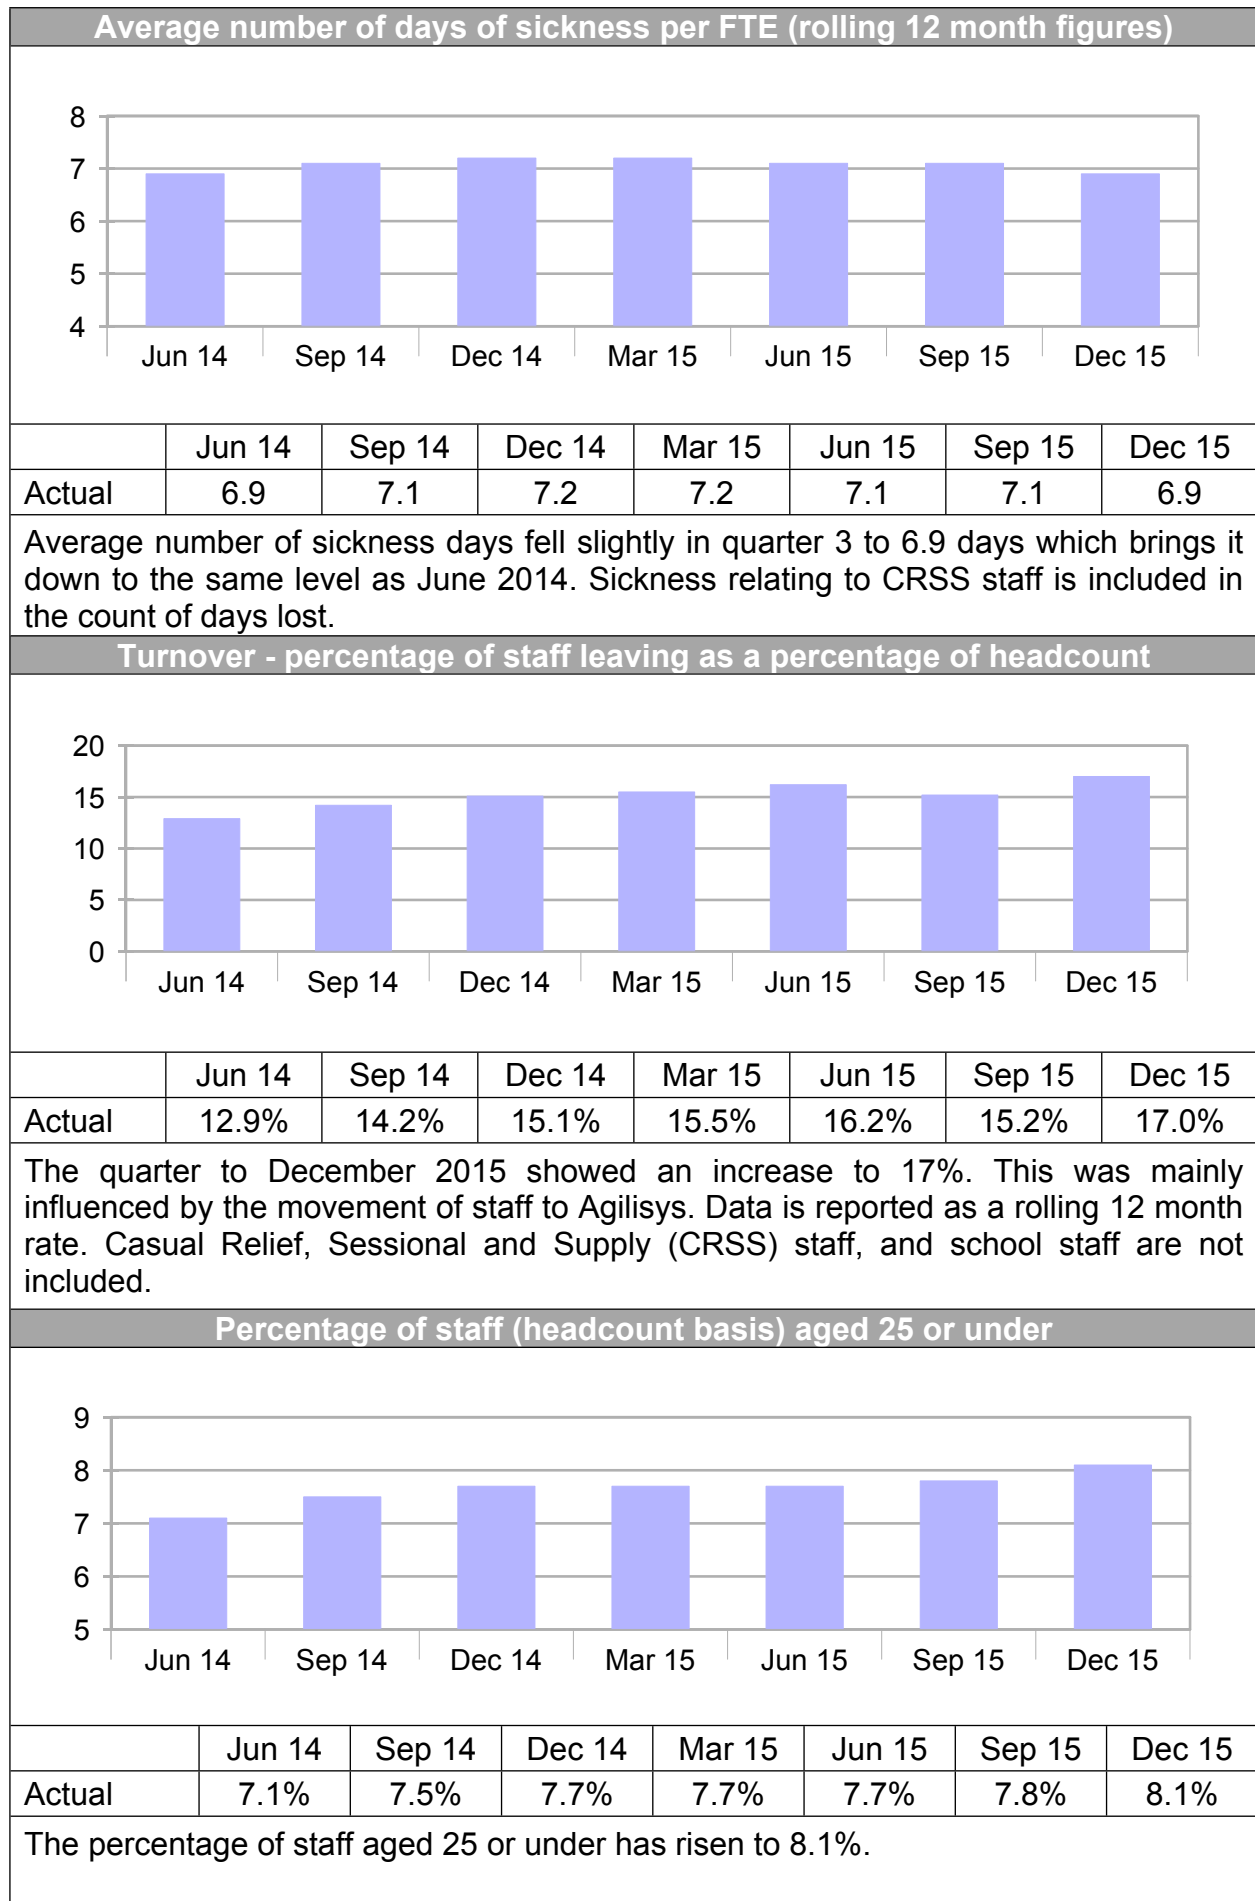 Average number of days of sickness per FTE (rolling 12 month figures)
8
7
6
5
4
Jun 14 Sep 14 Dec 14 Mar 15 Jun 15 Sep 15 Dec 15
Jun 14 Sep 14 Dec 14 Mar 15 Jun 15 Sep 15 Dec 15
Actual 6.9 7.1 7.2 7.2 7.1 7.1 6.9
Average number of sickness days fell slightly in quarter 3 to 6.9 days which brings it
down to the same level as June 2014. Sickness relating to CRSS staff is included in
the count of days lost.
Turnover - percentage of staff leaving as a percentage of headcount
20
15
10
5
0
Jun 14 Sep 14 Dec 14 Mar 15 Jun 15 Sep 15 Dec 15
Jun 14 Sep 14 Dec 14 Mar 15 Jun 15 Sep 15 Dec 15
Actual 12.9% 14.2% 15.1% 15.5% 16.2% 15.2% 17.0%
The quarter to December 2015 showed an increase to 17%. This was mainly
influenced by the movement of staff to Agilisys. Data is reported as a rolling 12 month
rate. Casual Relief, Sessional and Supply (CRSS) staff, and school staff are not
included.
Percentage of staff (headcount basis) aged 25 or under
9
8
7
6
5
Jun 14 Sep 14 Dec 14 Mar 15 Jun 15 Sep 15 Dec 15
Jun 14 Sep 14 Dec 14 Mar 15 Jun 15 Sep 15 Dec 15
Actual 7.1% 7.5% 7.7% 7.7% 7.7% 7.8% 8.1%
The percentage of staff aged 25 or under has risen to 8.1%.